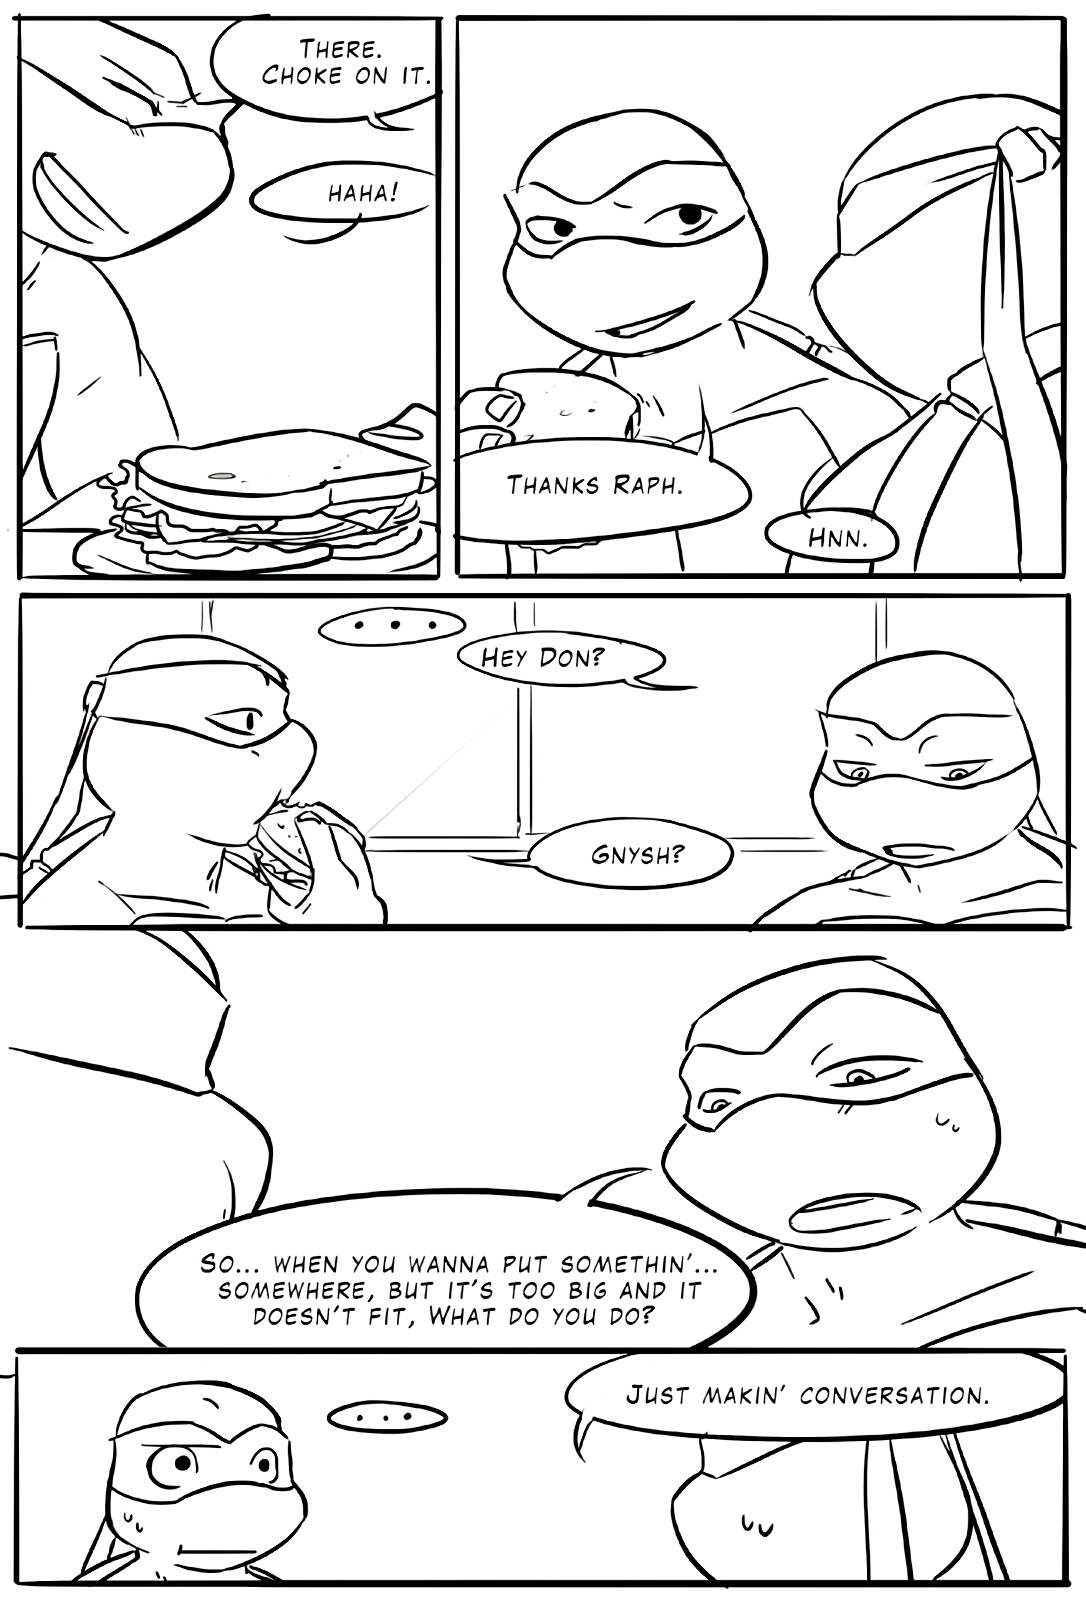 There.
Choke on it.
haha!
Thanks Raph.
Hnn.
...
Hey Don?
Gnysh?
So... when you wanna put somethin'...
somewhere, but it's too big and it
doesn't fit, What do you do?
...
Just makin' conversation.